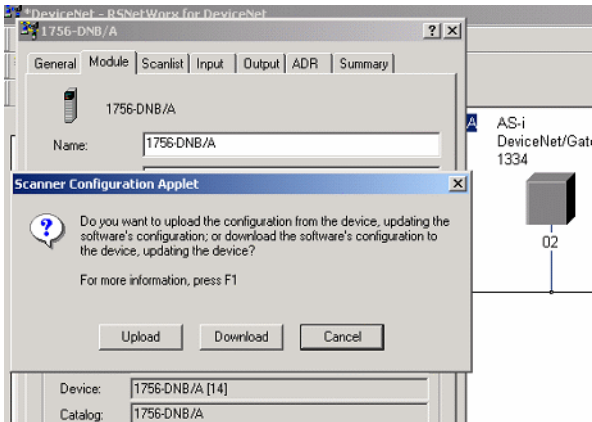 *DeviceNet - RSNetWorx for DeviceNet
1756-DNB/A
General Module Scanlist Input Output ADR Summary
1756-DNB/A
Name: 1756-DNB/A
A AS-i
DeviceNet/Gat
1334
02
Scanner Configuration Applet
Do you want to upload the configuration from the device, updating the
software's configuration; or download the software's configuration to
the device, updating the device?
For more information, press F1
Upload Download Cancel
Device: 1756-DNB/A [14]
Catalog: 1756-DNB/A